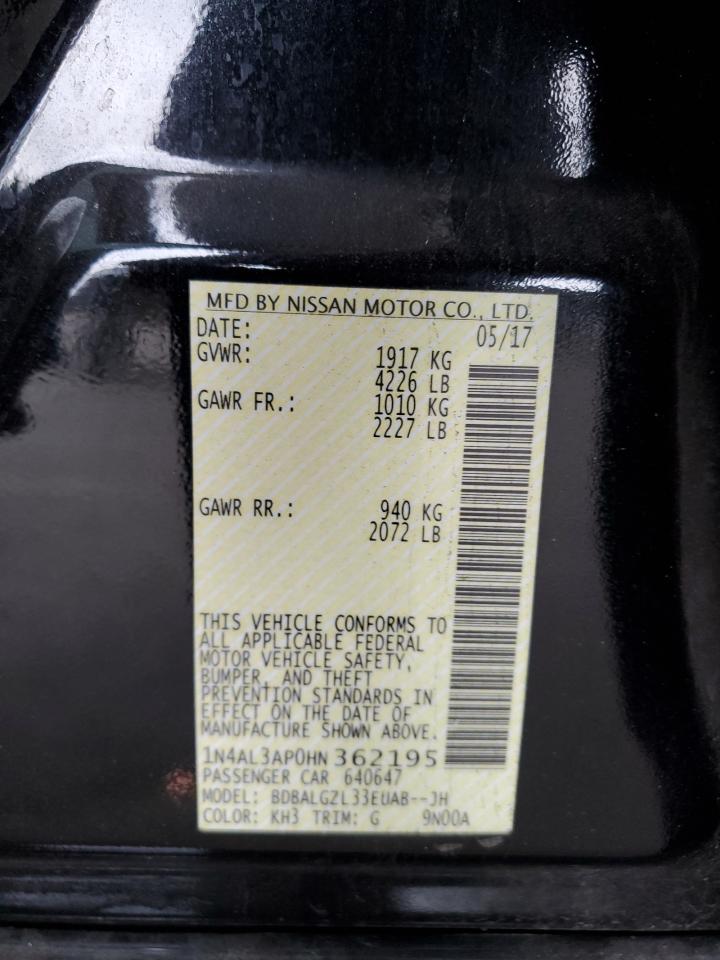 MFD BY NISSAN MOTOR CO., LTD.
DATE: 05/17
GVWR: 1917 KG
4226 LB
GAWR FR.: 1010 KG
2227 LB
GAWR RR.: 940 KG
2072 LB
THIS VEHICLE CONFORMS TO
ALL APPLICABLE FEDERAL
MOTOR VEHICLE SAFETY,
BUMPER, AND THEFT
PREVENTION STANDARDS IN
EFFECT ON THE DATE OF
MANUFACTURE SHOWN ABOVE.
1N4AL3AP0HN 362195
PASSENGER CAR 640647
MODEL: BDBALGZL33EUAB--JH
COLOR: KH3 TRIM: G 9N00A